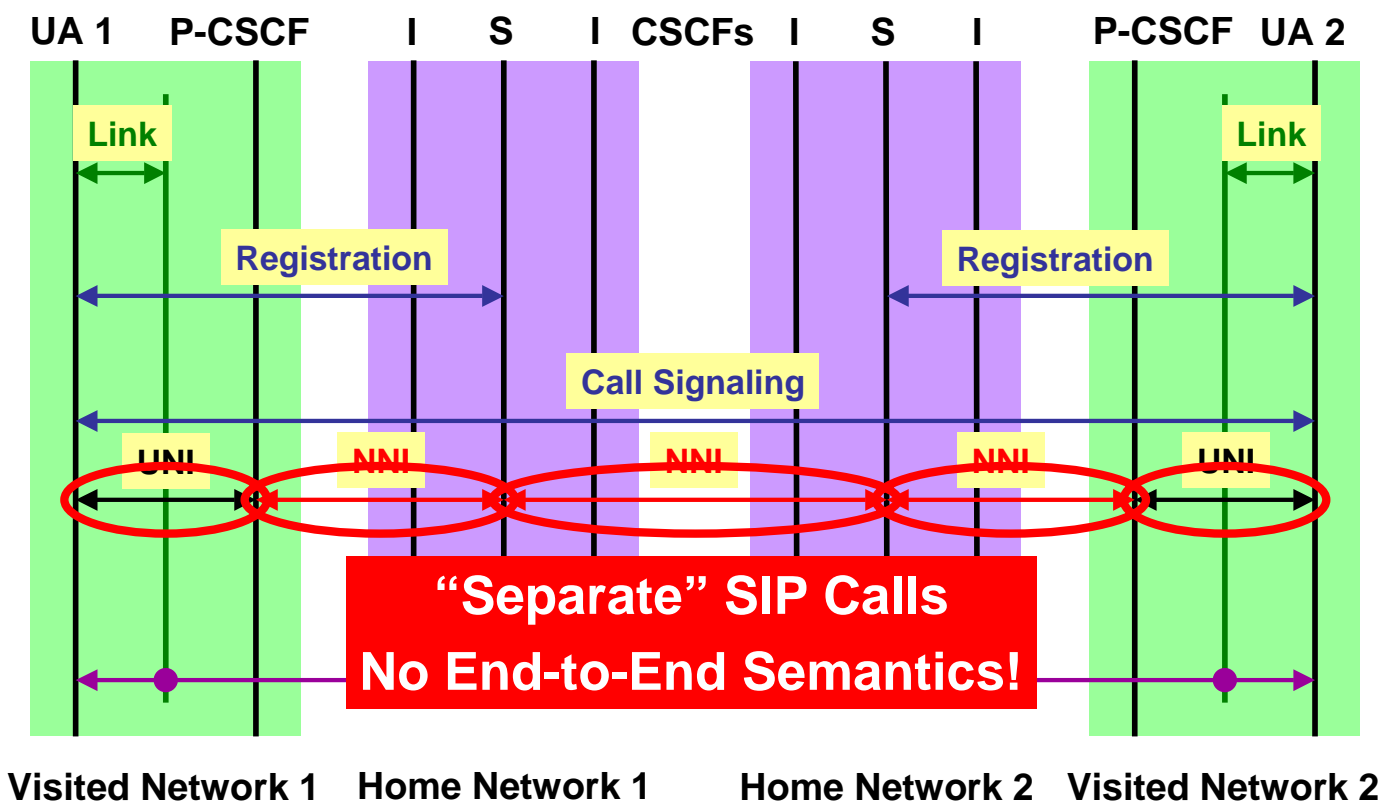 UA 1 P-CSCF I S I CSCFs I S I P-CSCF UA 2
Link Link
Registration Registration
Call Signaling
UNI NNI NNI NNI UNI
“Separate” SIP Calls
No End-to-End Semantics!
Visited Network 1 Home Network 1 Home Network 2 Visited Network 2